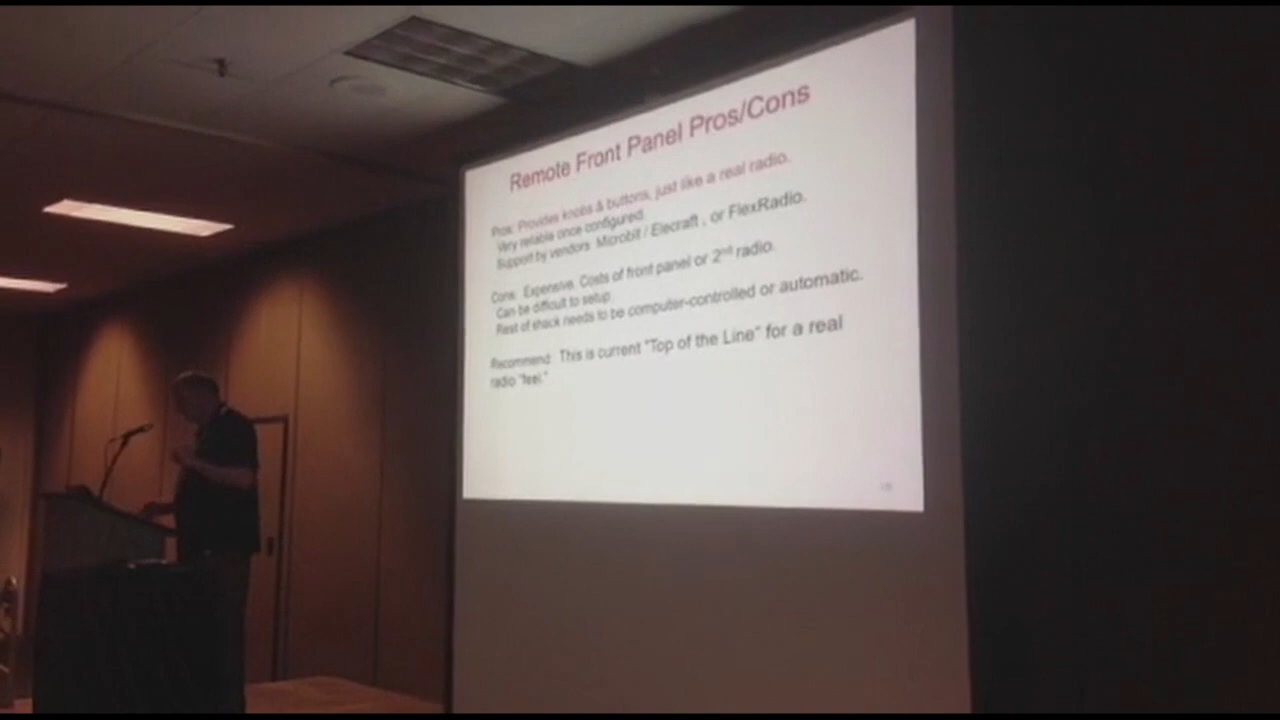 Remote Front Panel Pros/Cons
Pros: Provides knobs & buttons, just like a real radio.
Very reliable once configured.
Support by vendors Microbit / Elecraft , or FlexRadio.
Cons: Expensive. Costs of front panel or 2nd radio.
Can be difficult to setup.
Rest of shack needs to be computer-controlled or automatic.
Recommend: This is current "Top of the Line" for a real
radio "feel."